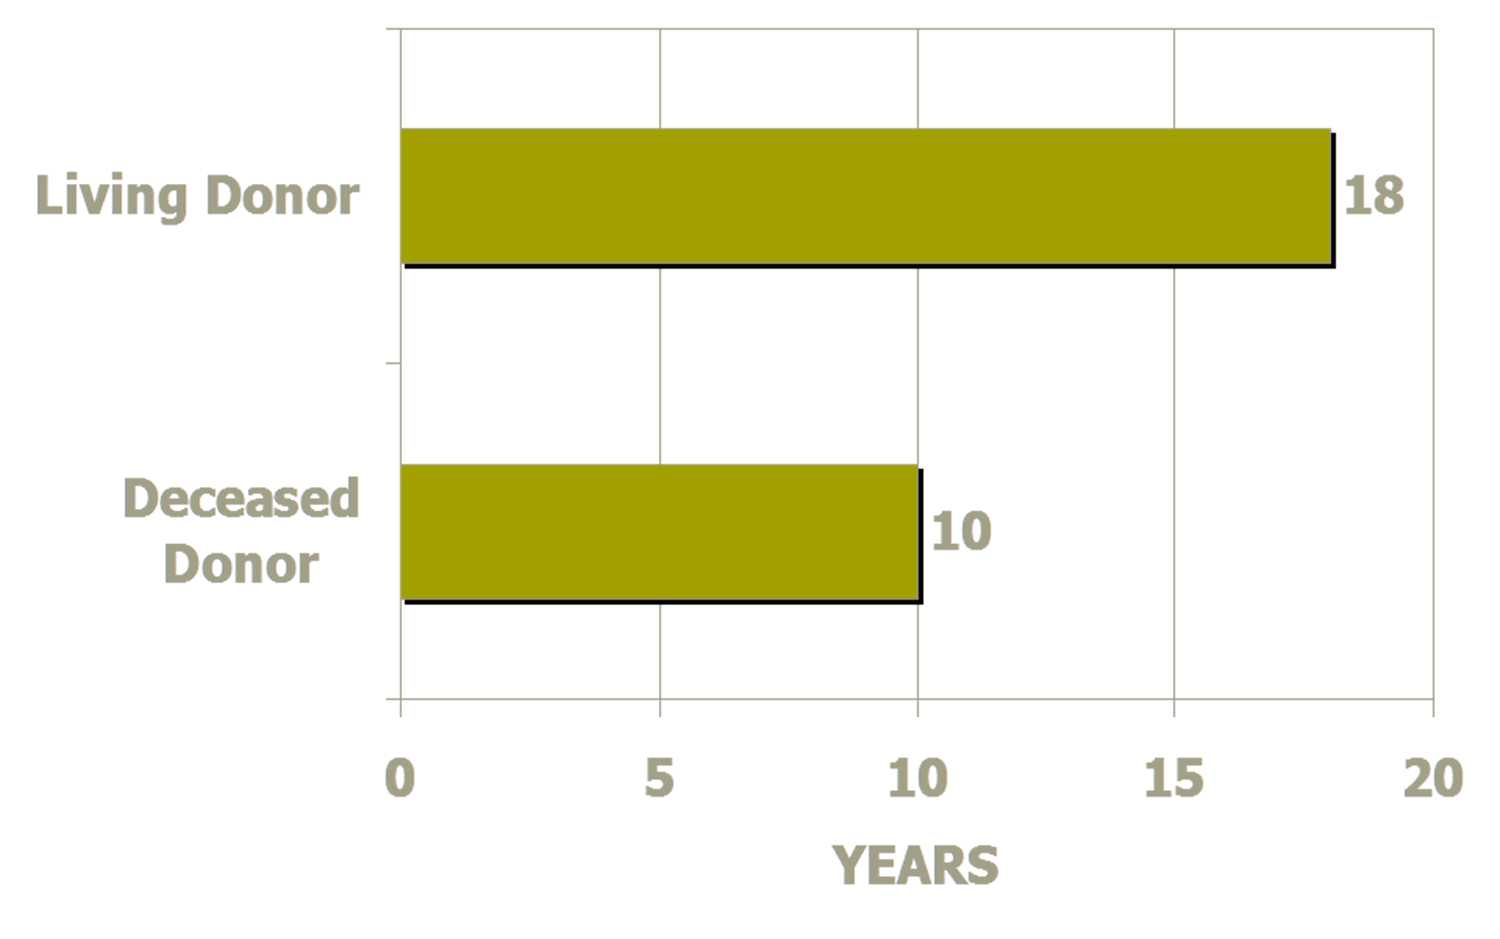 Living Donor
18
Deceased
Donor
10
0 5 10 15 20
YEARS